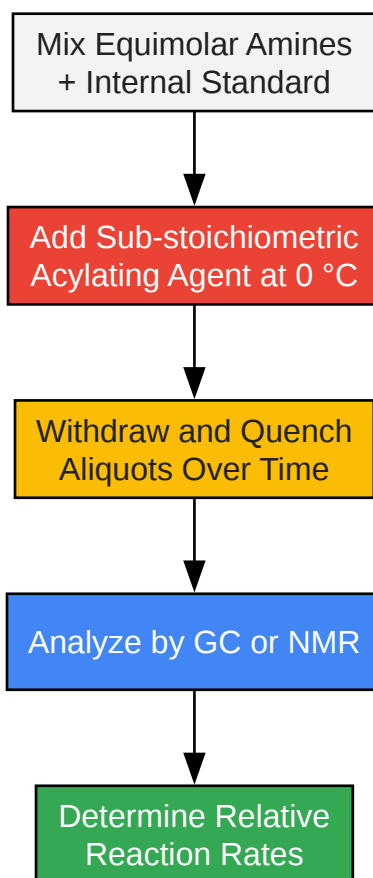 Mix Equimolar Amines
+ Internal Standard
Add Sub-stoichiometric
Acylating Agent at 0 °C
Withdraw and Quench
Aliquots Over Time
Analyze by GC or NMR
Determine Relative
Reaction Rates